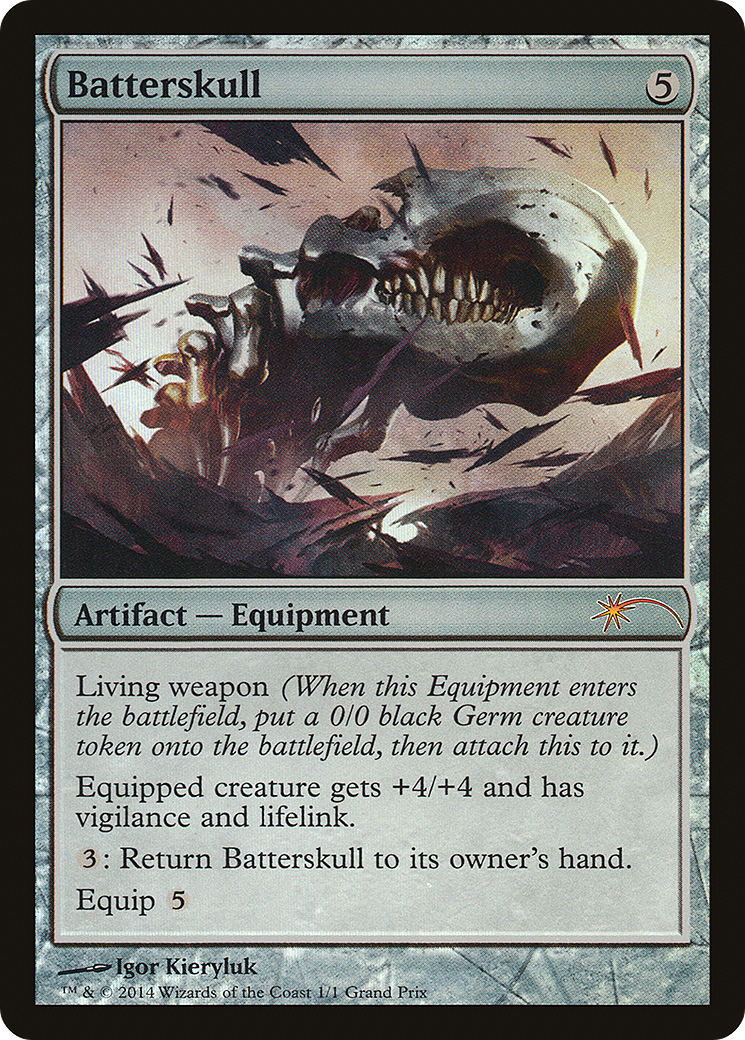 Batterskull 5
Artifact — Equipment
Living weapon (When this Equipment enters
the battlefield, put a 0/0 black Germ creature
token onto the battlefield, then attach this to it.)
Equipped creature gets +4/+4 and has
vigilance and lifelink.
3: Return Batterskull to its owner's hand.
Equip 5
Igor Kieryluk
™ & © 2014 Wizards of the Coast 1/1 Grand Prix